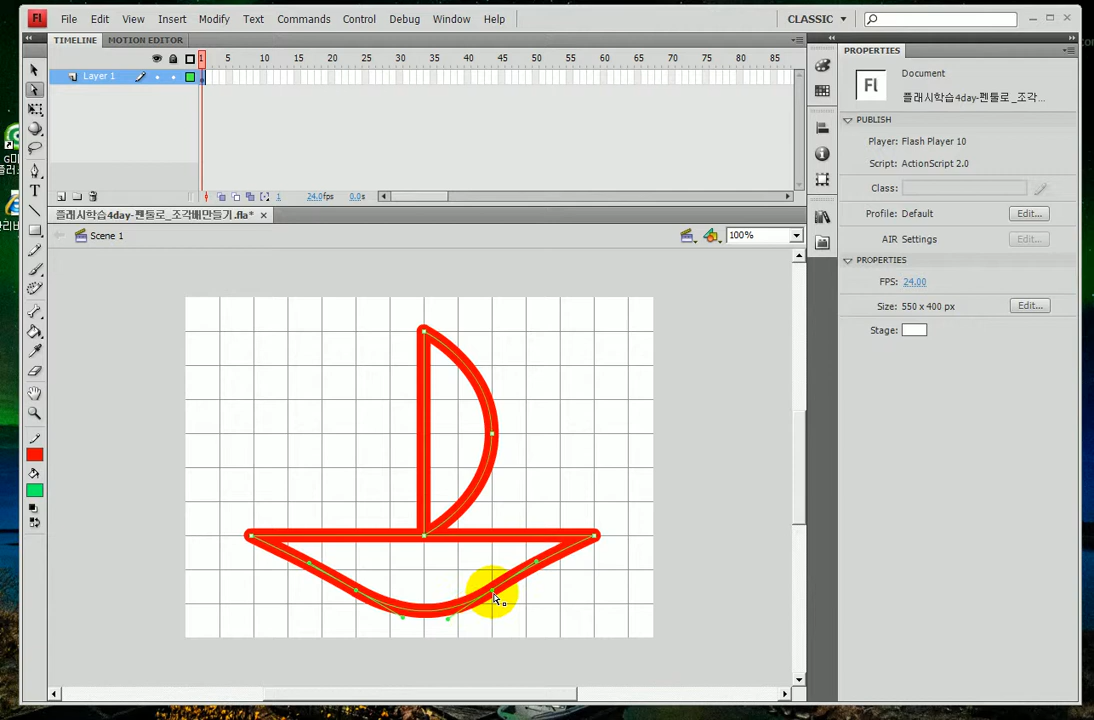 Fl File Edit View Insert Modify Text Commands Control Debug Window Help CLASSIC
TIMELINE MOTION EDITOR
1 5 10 15 20 25 30 35 40 45 50 55 60 65 70 75 80 85
Layer 1
1 24.0fps 0.0s
플래시학습4day-펜툴로_조각배만들기.fla*
Scene 1 100%
PROPERTIES
Fl
Document
플래시학습4day-펜툴로 _조각...
PUBLISH
Player: Flash Player 10
Script: ActionScript 2.0
Class:
Profile: Default Edit...
AIR Settings Edit...
PROPERTIES
FPS: 24.00
Size: 550 x 400 px Edit...
Stage:
T